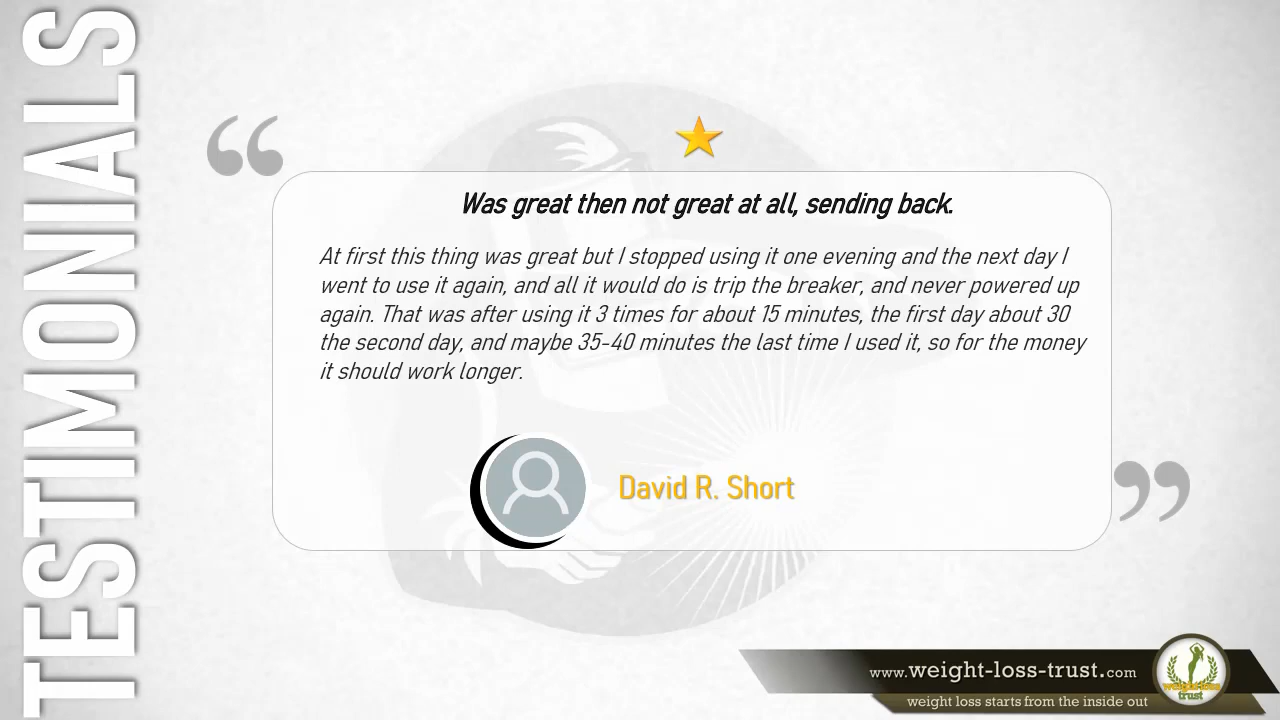 TESTIMONIALS
“
Was great then not great at all, sending back.
At first this thing was great but I stopped using it one evening and the next day I
went to use it again, and all it would do is trip the breaker, and never powered up
again. That was after using it 3 times for about 15 minutes, the first day about 30
the second day, and maybe 35-40 minutes the last time I used it, so for the money
it should work longer.
David R. Short
”
www.weight-loss-trust.com
weight loss starts from the inside out
weight loss
trust